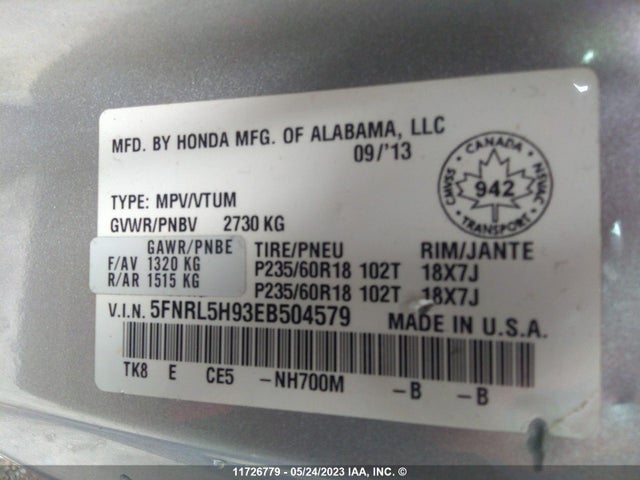 MFD. BY HONDA MFG. OF ALABAMA, LLC
09/'13
CANADA
CMVSS
NSVAC
942
TRANSPORT
TYPE: MPV/VTUM
GVWR/PNBV 2730 KG
GAWR/PNBE TIRE/PNEU RIM/JANTE
F/AV 1320 KG P235/60R18 102T 18X7J
R/AR 1515 KG P235/60R18 102T 18X7J
V.I.N. 5FNRL5H93EB504579 MADE IN U.S.A.
TK8 E CE5 -NH700M -B -B
11726779 - 05/24/2023 IAA, Inc. ©